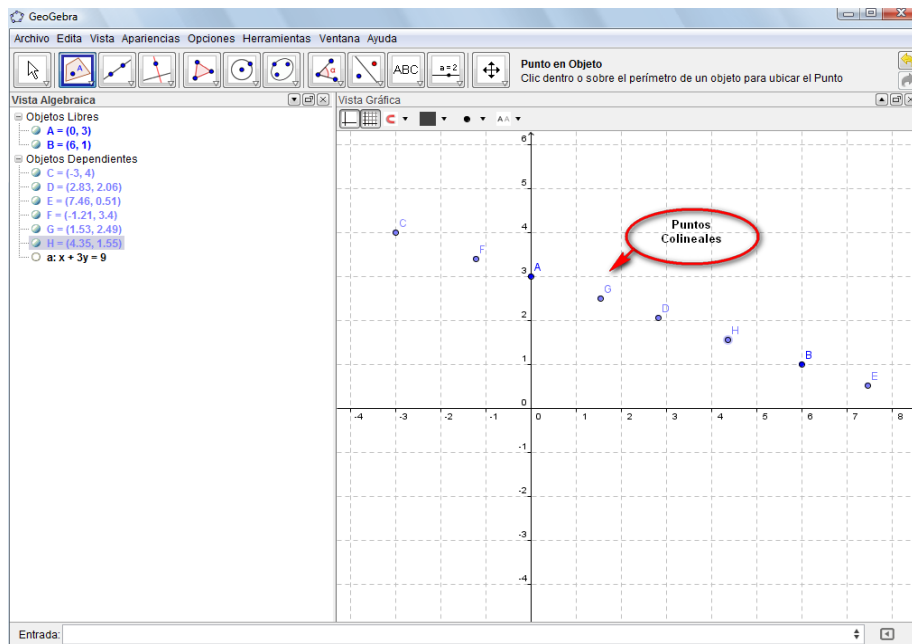 GeoGebra
Archivo Edita Vista Apariencias Opciones Herramientas Ventana Ayuda
A
α
ABC
a=2
Punto en Objeto
Clic dentro o sobre el perímetro de un objeto para ubicar el Punto
Vista Algebraica
Objetos Libres
A = (0, 3)
B = (6, 1)
Objetos Dependientes
C = (-3, 4)
D = (2.83, 2.06)
E = (7.46, 0.51)
F = (-1.21, 3.4)
G = (1.53, 2.49)
H = (4.35, 1.55)
a: x + 3y = 9
Vista Gráfica
A A
6
5
4
3
2
1
0
-4 -3 -2 -1 0 1 2 3 4 5 6 7 8
-1
-2
-3
-4
C
F
A
G
D
H
B
E
Puntos
Colineales
Entrada: